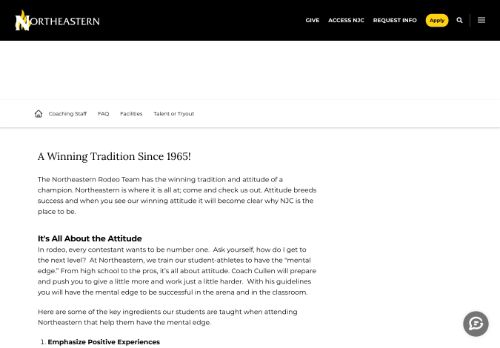 NORTHEASTERN
GIVE ACCESS NJC REQUEST INFO Apply
Coaching Staff FAQ Facilities Talent or Tryout
A Winning Tradition Since 1965!
The Northeastern Rodeo Team has the winning tradition and attitude of a
champion. Northeastern is where it is all at; come and check us out. Attitude breeds
success and when you see our winning attitude it will become clear why NJC is the
place to be.
It's All About the Attitude
In rodeo, every contestant wants to be number one. Ask yourself, how do I get to
the next level? At Northeastern, we train our student-athletes to have the "mental
edge." From high school to the pros, it's all about attitude. Coach Cullen will prepare
and push you to give a little more and work just a little harder. With his guidelines
you will have the mental edge to be successful in the arena and in the classroom.
Here are some of the key ingredients our students are taught when attending
Northeastern that help them have the mental edge.
1. Emphasize Positive Experiences